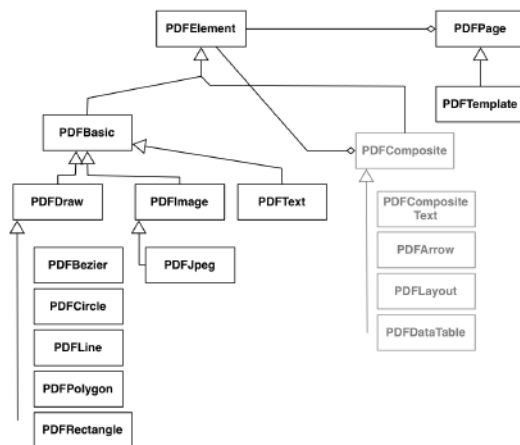 PDFElement
PDFPage
PDFTemplate
PDFBasic
PDFComposite
PDFDraw
PDFImage
PDFText
PDFComposite
Text
PDFBezier
PDFJpeg
PDFArrow
PDFCircle
PDFLayout
PDFLine
PDFDataTable
PDFPolygon
PDFRectangle